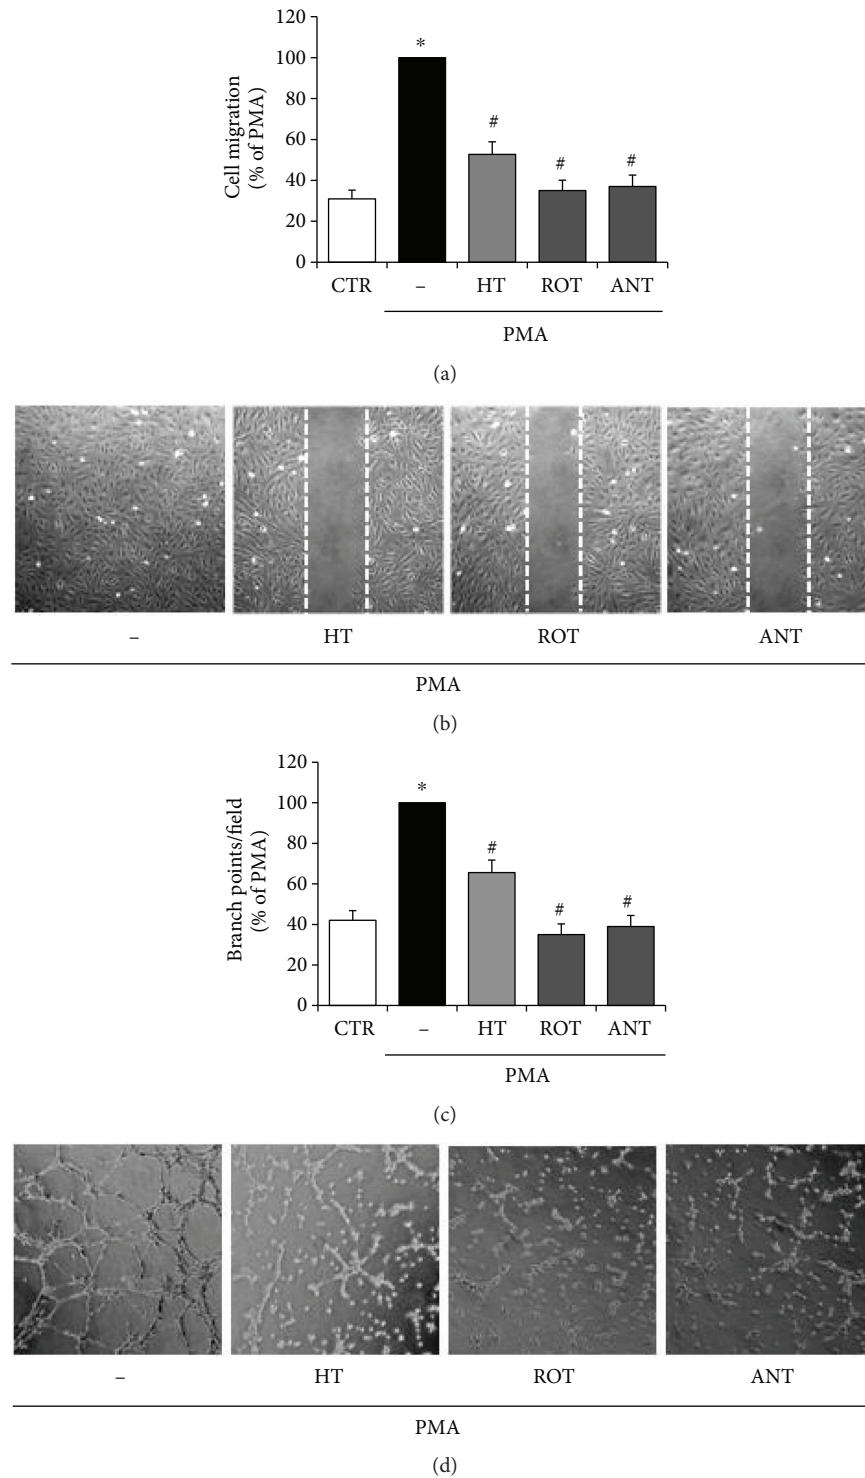 120
100
80
60
40
20
0
Cell migration
(% of PMA)
*
#
#
#
CTR – HT ROT ANT
PMA
(a)
– HT ROT ANT
PMA
(b)
120
100
80
60
40
20
0
Branch points/field
(% of PMA)
*
#
#
#
CTR – HT ROT ANT
PMA
(c)
– HT ROT ANT
PMA
(d)